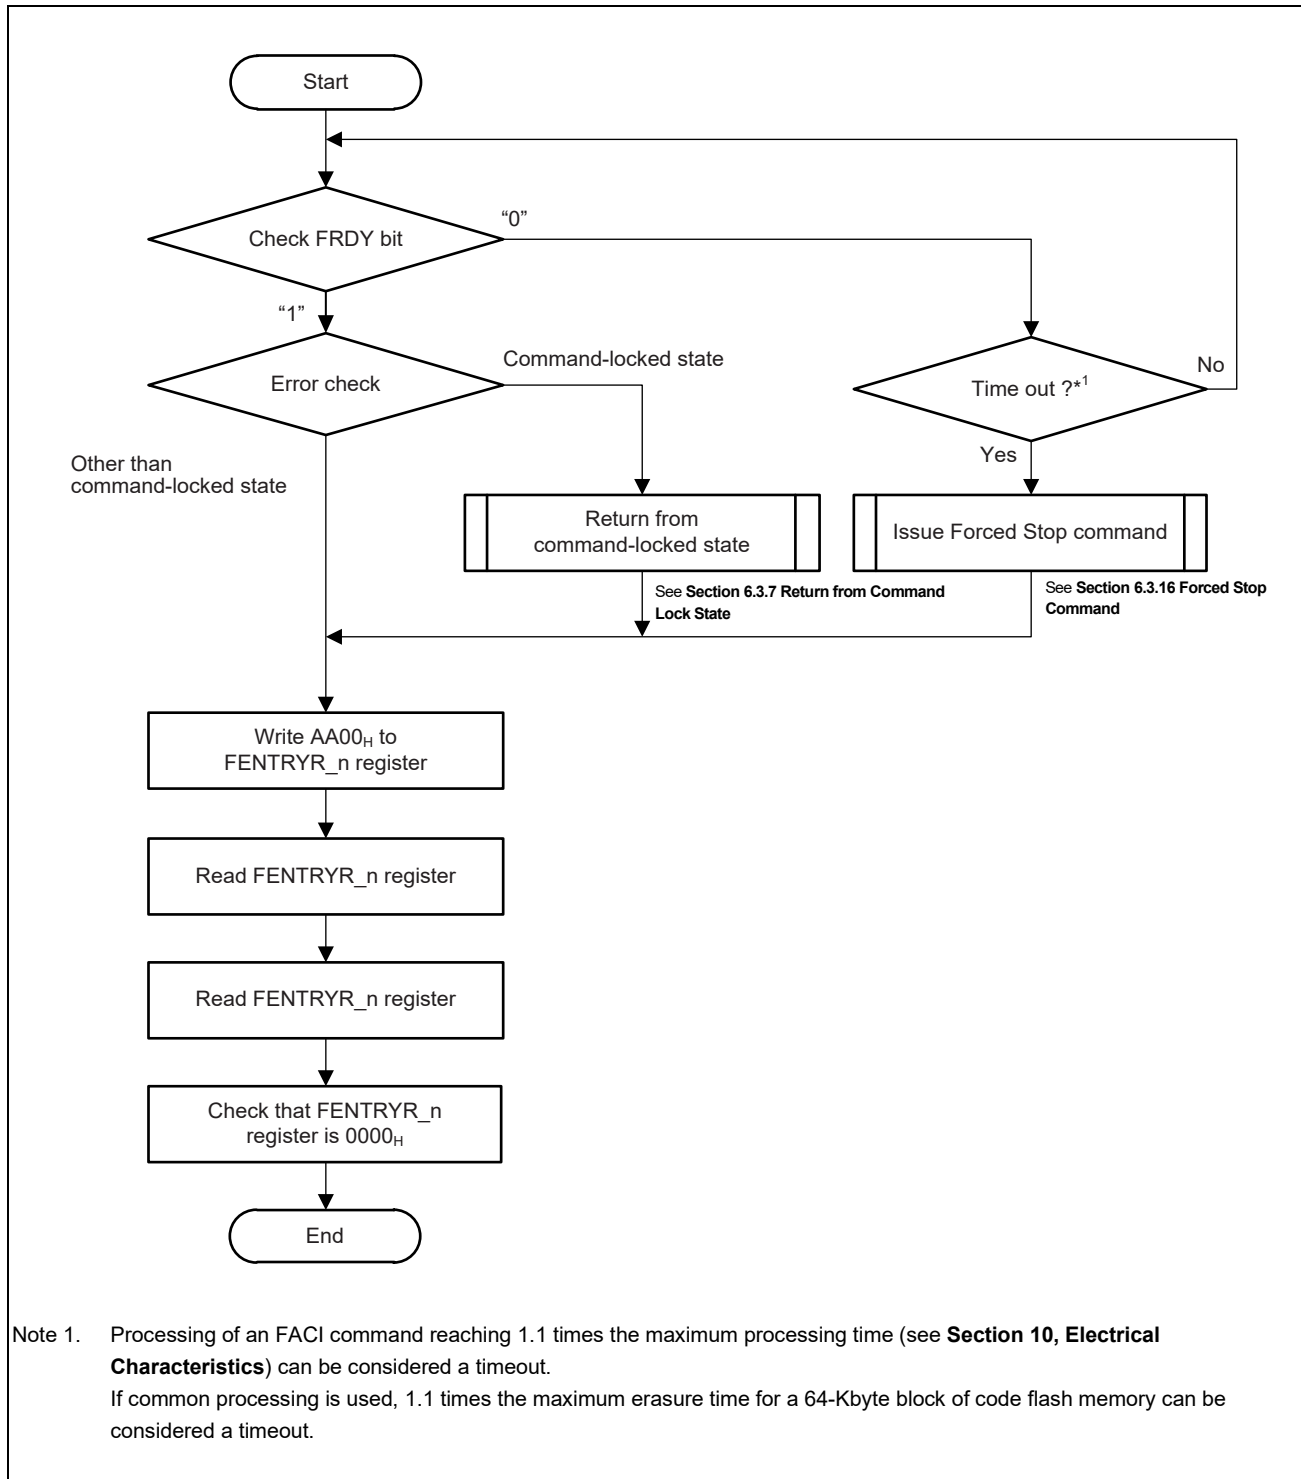 Start
Check FRDY bit
“0”
“1”
Error check
Command-locked state
Time out ?*1
No
Yes
Other than
command-locked state
Return from
command-locked state
Issue Forced Stop command
See Section 6.3.7 Return from Command
Lock State
See Section 6.3.16 Forced Stop
Command
Write AA00H to
FENTRYR_n register
Read FENTRYR_n register
Read FENTRYR_n register
Check that FENTRYR_n
register is 0000H
End
Note 1. Processing of an FACI command reaching 1.1 times the maximum processing time (see Section 10, Electrical
Characteristics) can be considered a timeout.
If common processing is used, 1.1 times the maximum erasure time for a 64-Kbyte block of code flash memory can be
considered a timeout.